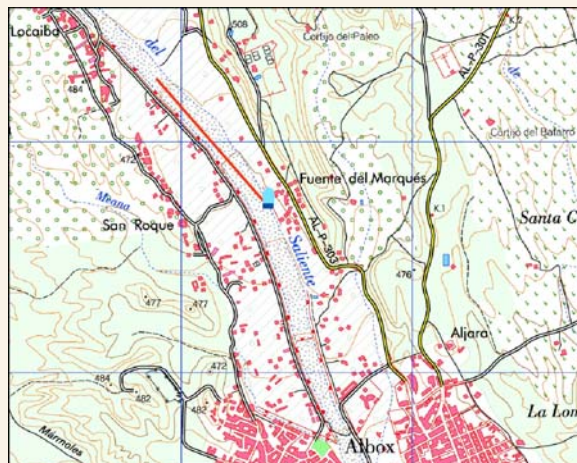 Locaiba
484
del
508
Cortijo del Paleo
AL-P-301
K.2
de
Cortijo del Batarro
472
Meana
Fuente del Marqués
San Roque
AL-P-303
K.1
Santa G
Saliente
476
477
477
Aljara
472
484
482
482
La Lon
Albox
Mármoles